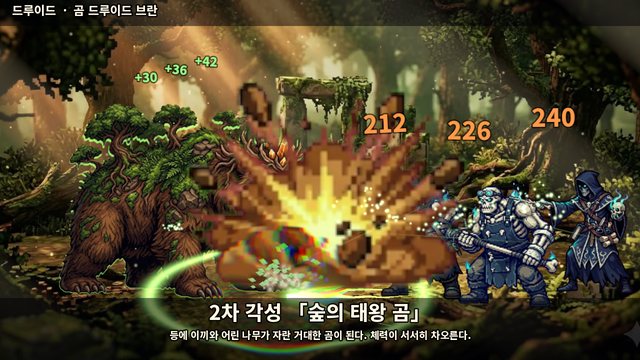 드루이드 · 곰 드루이드 브란
+30
+36
+42
212
226
240
2차 각성 「숲의 태왕 곰」
등에 이끼와 어린 나무가 자란 거대한 곰이 된다. 체력이 서서히 차오른다.